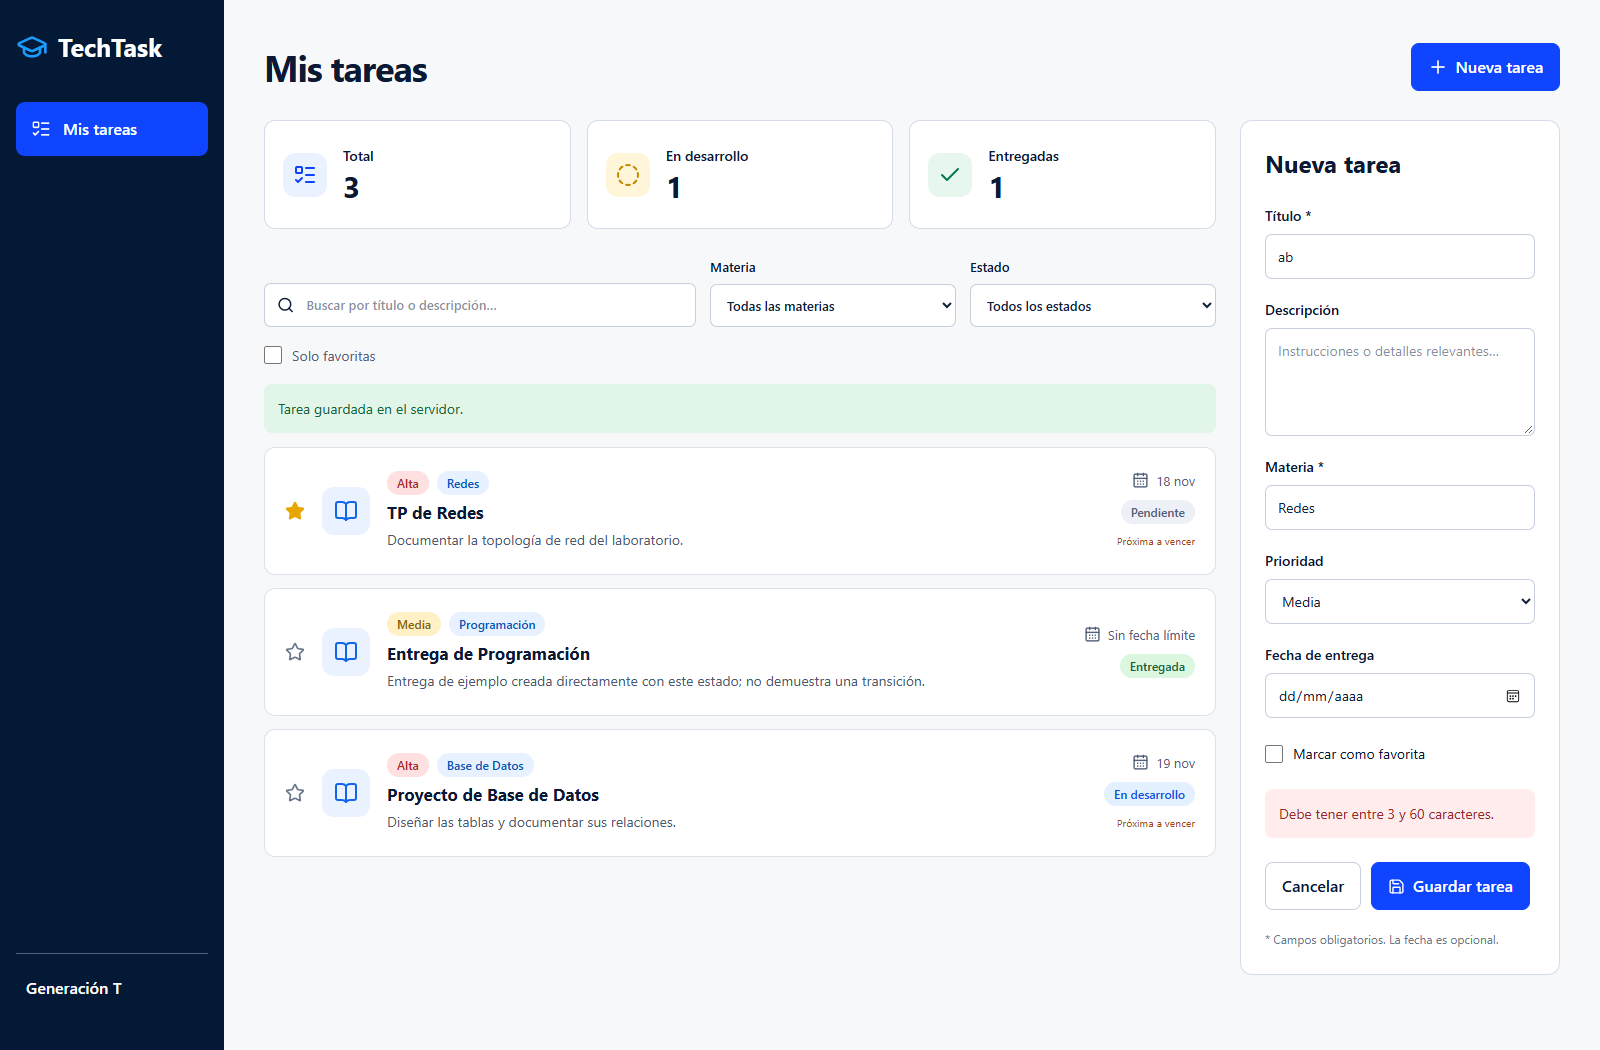 TechTask
Mis tareas
Generación T
Mis tareas
Nueva tarea
Total
3
En desarrollo
1
Entregadas
1
Materia
Estado
Buscar por título o descripción...
Todas las materias
Todos los estados
Solo favoritas
Tarea guardada en el servidor.
Alta
Redes
TP de Redes
Documentar la topología de red del laboratorio.
18 nov
Pendiente
Próxima a vencer
Media
Programación
Entrega de Programación
Entrega de ejemplo creada directamente con este estado; no demuestra una transición.
Sin fecha límite
Entregada
Alta
Base de Datos
Proyecto de Base de Datos
Diseñar las tablas y documentar sus relaciones.
19 nov
En desarrollo
Próxima a vencer
Nueva tarea
Título *
ab
Descripción
Instrucciones o detalles relevantes...
Materia *
Redes
Prioridad
Media
Fecha de entrega
dd/mm/aaaa
Marcar como favorita
Debe tener entre 3 y 60 caracteres.
Cancelar
Guardar tarea
* Campos obligatorios. La fecha es opcional.